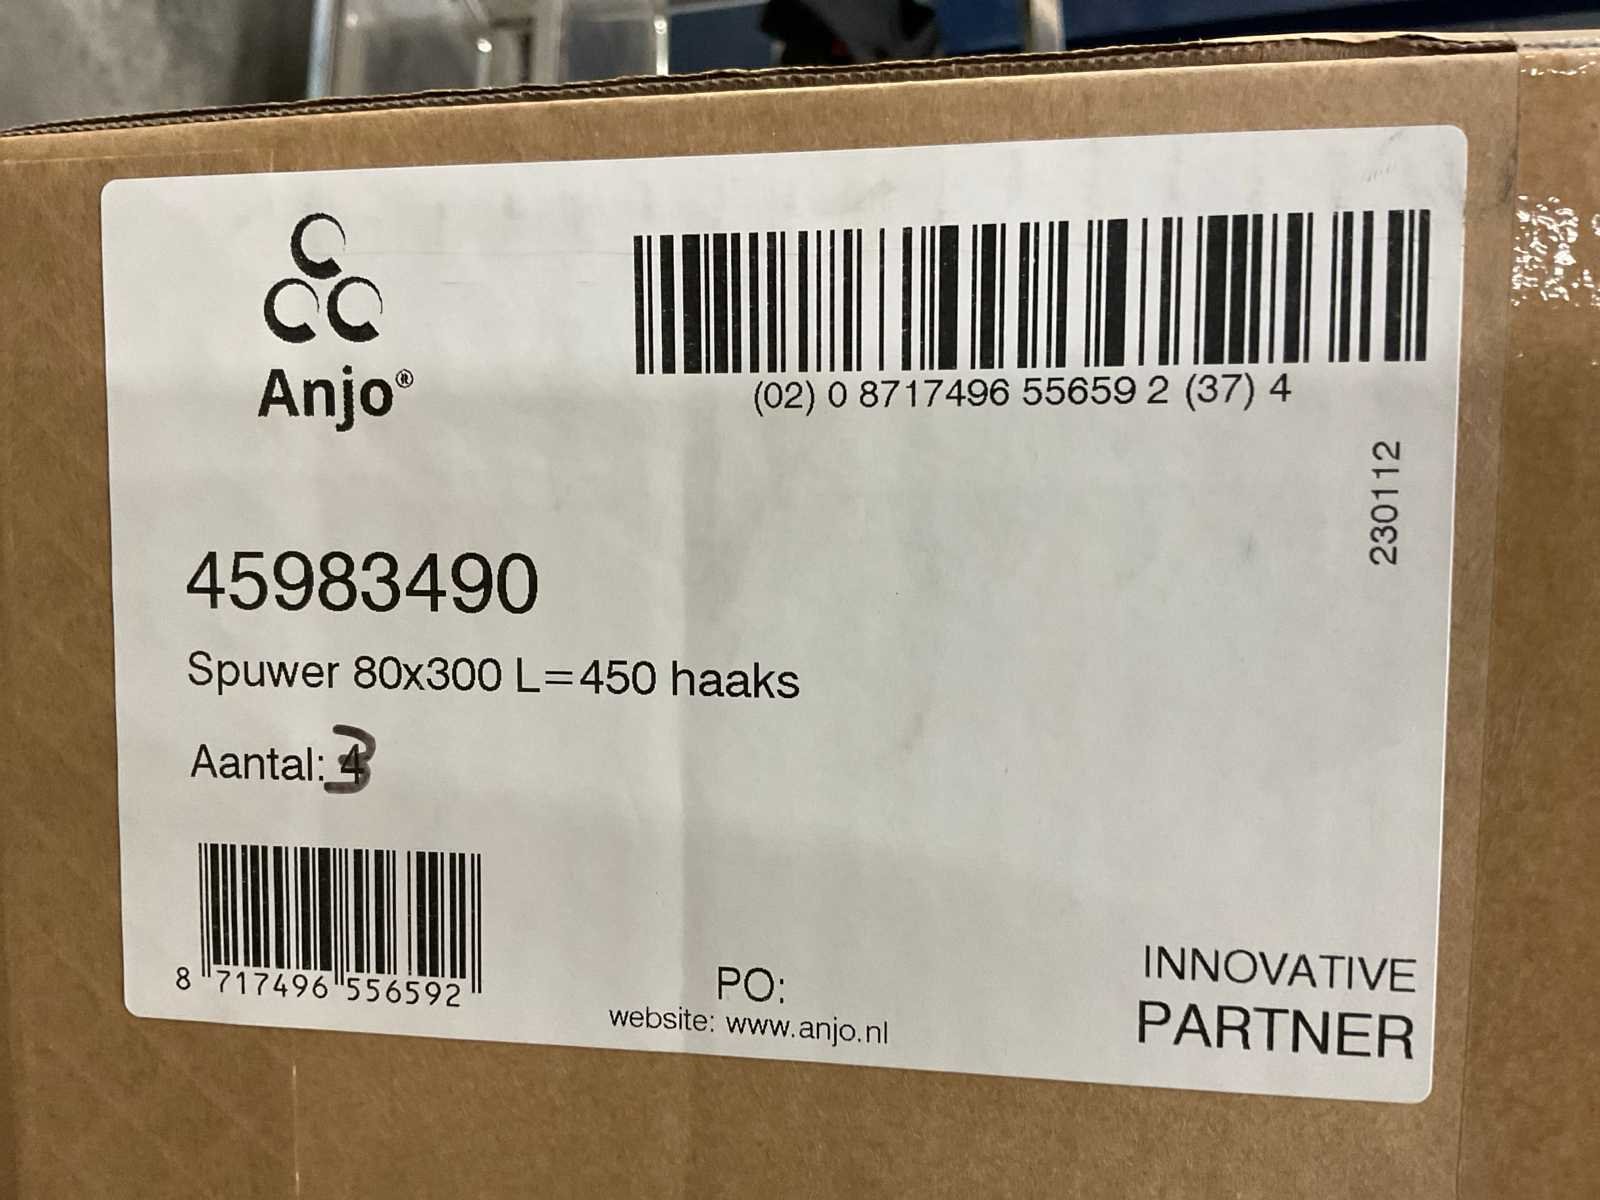 Anjo®
(02) 0 8717496 55659 2 (37) 4
230112
45983490
Spuwer 80x300 L=450 haaks
Aantal: 3
8 717496 556592
PO:
website: www.anjo.nl
INNOVATIVE
PARTNER